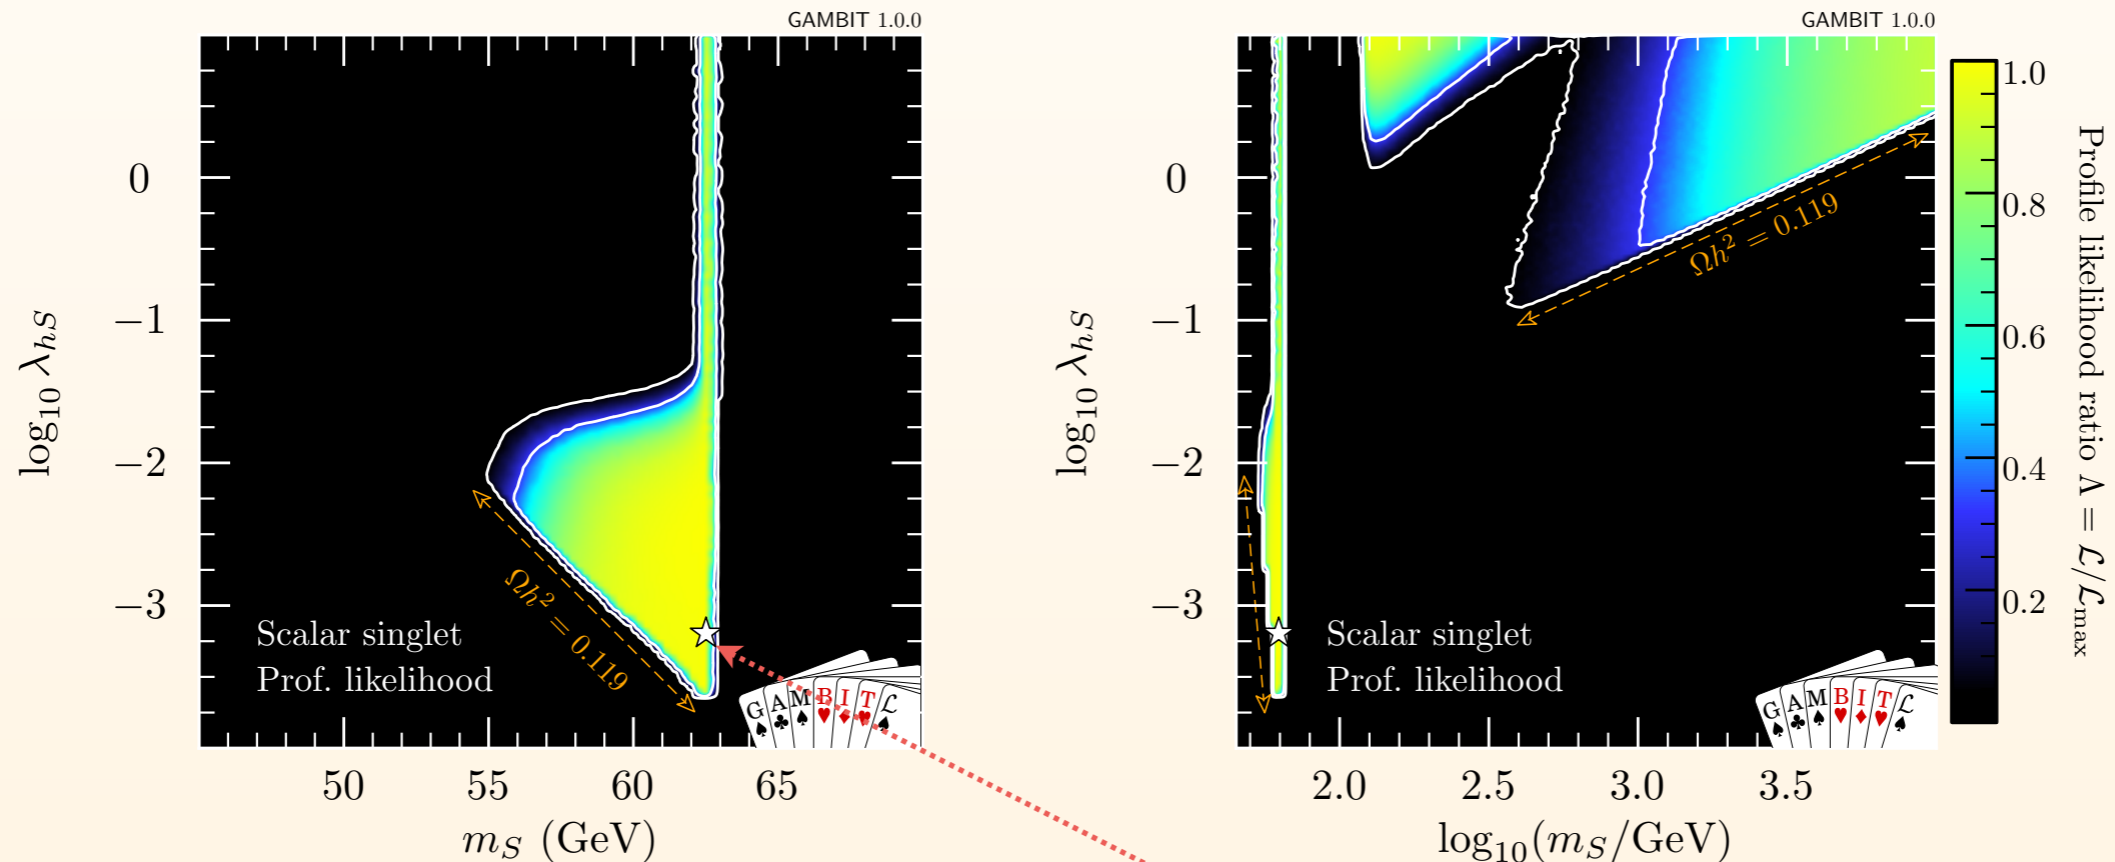 GAMBIT 1.0.0
0
−1
−2
−3
log₁₀ λₕS
Ωh² = 0.119
Scalar singlet
Prof. likelihood
G A M B I T ℒ
50 55 60 65
mS (GeV)
GAMBIT 1.0.0
0
−1
−2
−3
log₁₀ λₕS
Ωh² = 0.119
Scalar singlet
Prof. likelihood
G A M B I T ℒ
2.0 2.5 3.0 3.5
log₁₀(mS/GeV)
1.0
0.8
0.6
0.4
0.2
Profile likelihood ratio Λ = ℒ/ℒmax